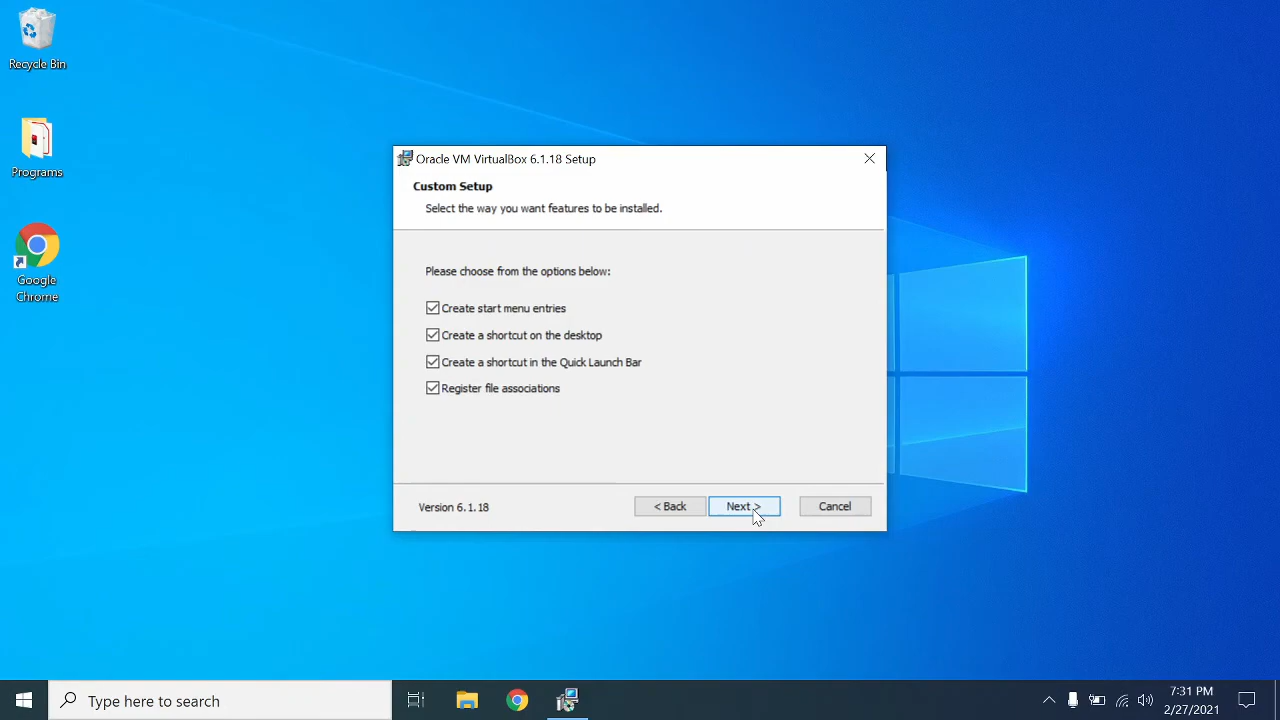 Recycle Bin
Programs
Google
Chrome
Oracle VM VirtualBox 6.1.18 Setup
Custom Setup
Select the way you want features to be installed.
Please choose from the options below:
Create start menu entries
Create a shortcut on the desktop
Create a shortcut in the Quick Launch Bar
Register file associations
Version 6.1.18
< Back
Next >
Cancel
Type here to search
7:31 PM
2/27/2021